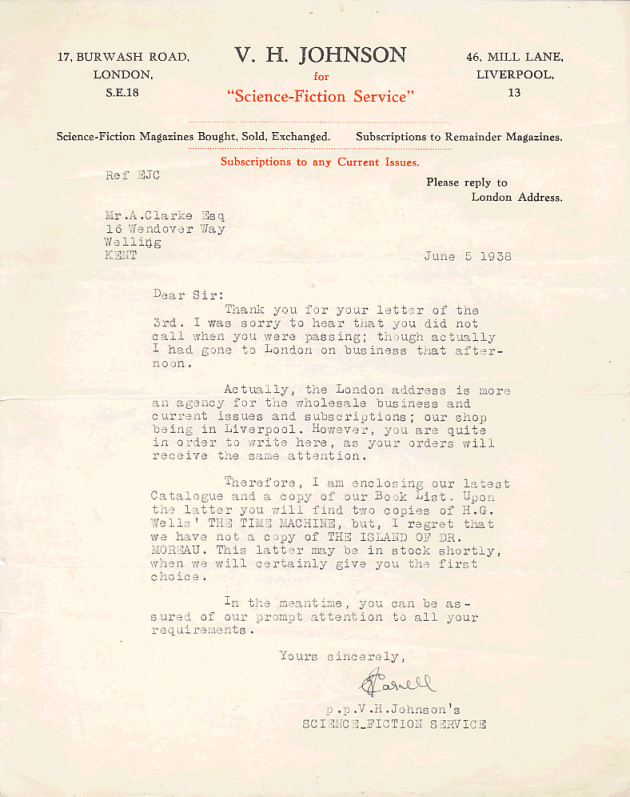 17, BURWASH ROAD,
LONDON,
S.E.18
V. H. JOHNSON
for
"Science-Fiction Service"
46, MILL LANE,
LIVERPOOL,
13
Science-Fiction Magazines Bought, Sold, Exchanged. Subscriptions to Remainder Magazines.
Subscriptions to any Current Issues.
Ref EJC
Please reply to
London Address.
Mr.A.Clarke Esq
16 Wendover Way
Welling
KENT
June 5 1938
Dear Sir:
Thank you for your letter of the
3rd. I was sorry to hear that you did not
call when you were passing; though actually
I had gone to London on business that after-
noon.
Actually, the London address is more
an agency for the wholesale business and
current issues and subscriptions; our shop
being in Liverpool. However, you are quite
in order to write here, as your orders will
receive the same attention.
Therefore, I am enclosing our latest
Catalogue and a copy of our Book List. Upon
the latter you will find two copies of H.G.
Wells' THE TIME MACHINE, but, I regret that
we have not a copy of THE ISLAND OF DR.
MOREAU. This latter may be in stock shortly,
when we will certainly give you the first
choice.
In the meantime, you can be as-
sured of our prompt attention to all your
requirements.
Yours sincerely,
EJCarnell
p.p.V.H.Johnson's
SCIENCE_FICTION SERVICE